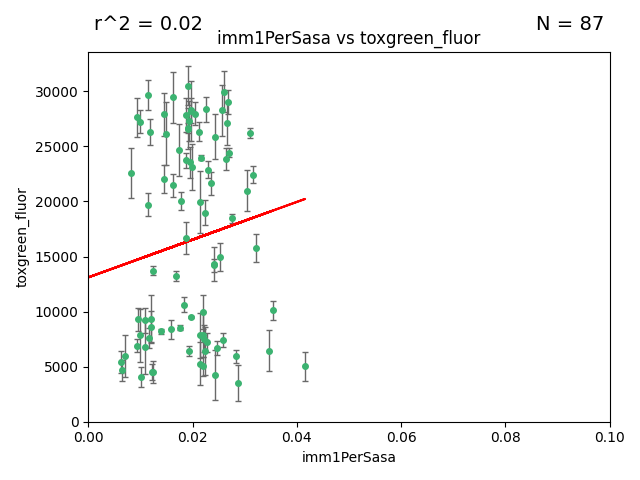 r^2 = 0.02
N = 87
imm1PerSasa vs toxgreen_fluor
30000
25000
20000
15000
10000
5000
0
toxgreen_fluor
0.00
0.02
0.04
0.06
0.08
0.10
imm1PerSasa